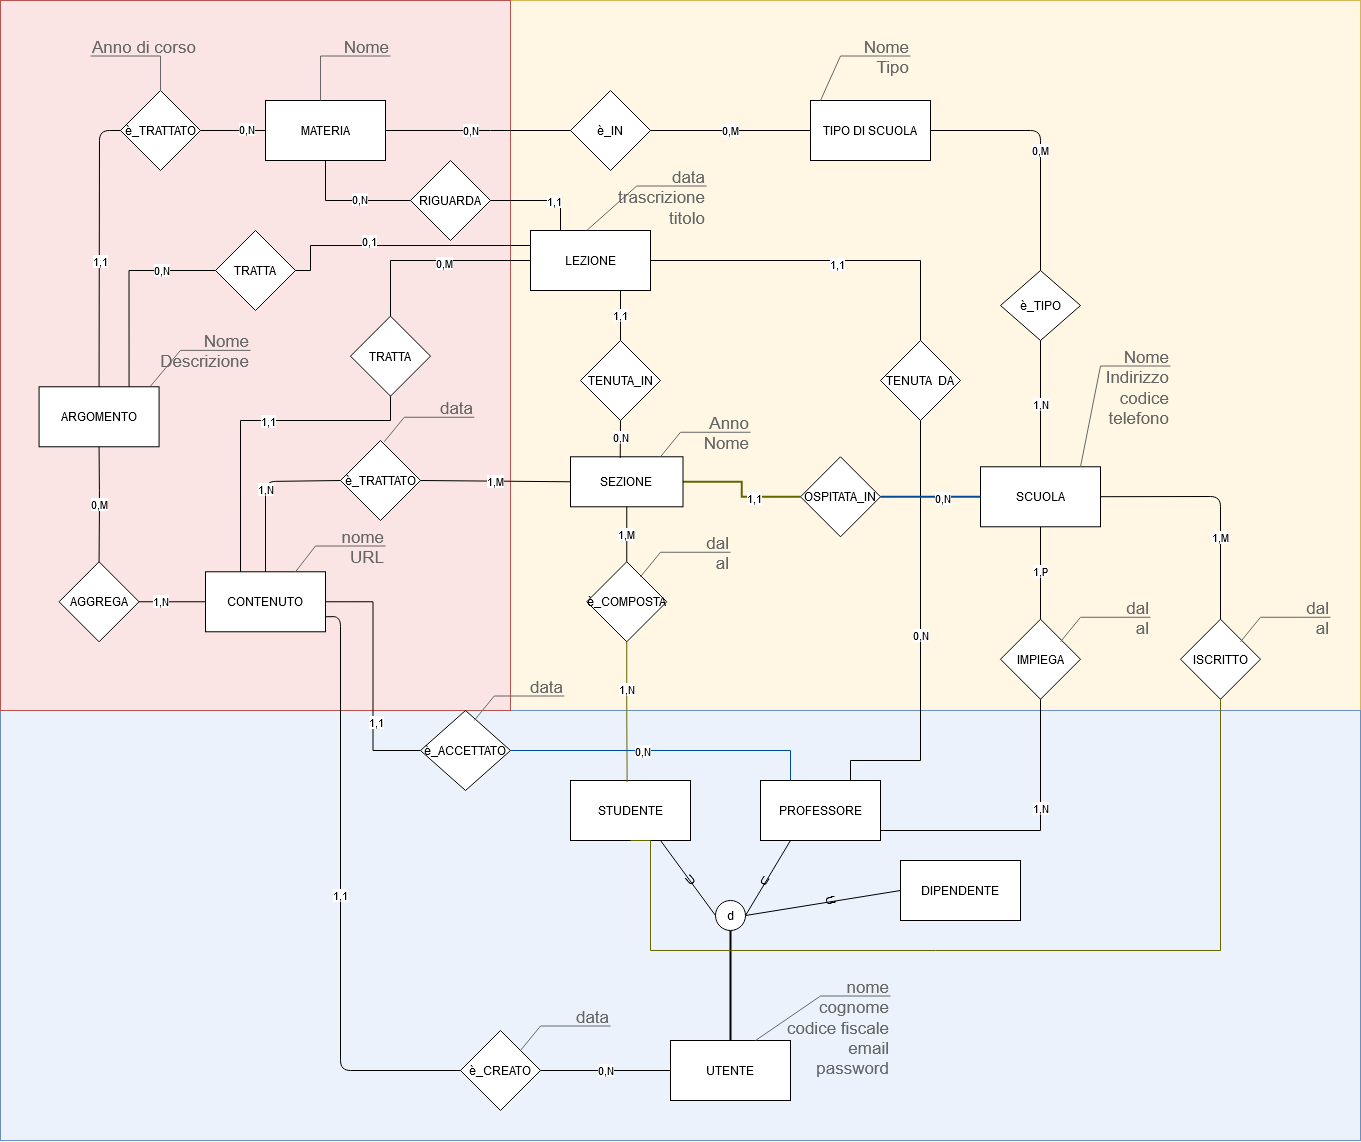 Anno di corso
Nome
Nome
Tipo
è_TRATTATO
0,N
MATERIA
0,N
è_IN
0,M
TIPO DI SCUOLA
0,M
data
trascrizione
titolo
0,N
RIGUARDA
1,1
0,1
1,1
0,N
TRATTA
0,M
LEZIONE
1,1
è_TIPO
1,1
Nome
Descrizione
TRATTA
TENUTA_IN
TENUTA DA
Nome
Indirizzo
codice
telefono
1,N
data
ARGOMENTO
1,1
Anno
Nome
0,N
è_TRATTATO
1,N
1,M
SEZIONE
1,1
OSPITATA_IN
0,N
SCUOLA
0,M
nome
URL
1,M
dal
al
1,M
1,P
AGGREGA
1,N
CONTENUTO
è_COMPOSTA
dal
al
dal
al
0,N
IMPIEGA
ISCRITTO
data
1,N
1,1
è_ACCETTATO
0,N
STUDENTE
PROFESSORE
1,N
U
U
DIPENDENTE
1,1
U
d
nome
cognome
codice fiscale
email
password
data
è_CREATO
0,N
UTENTE